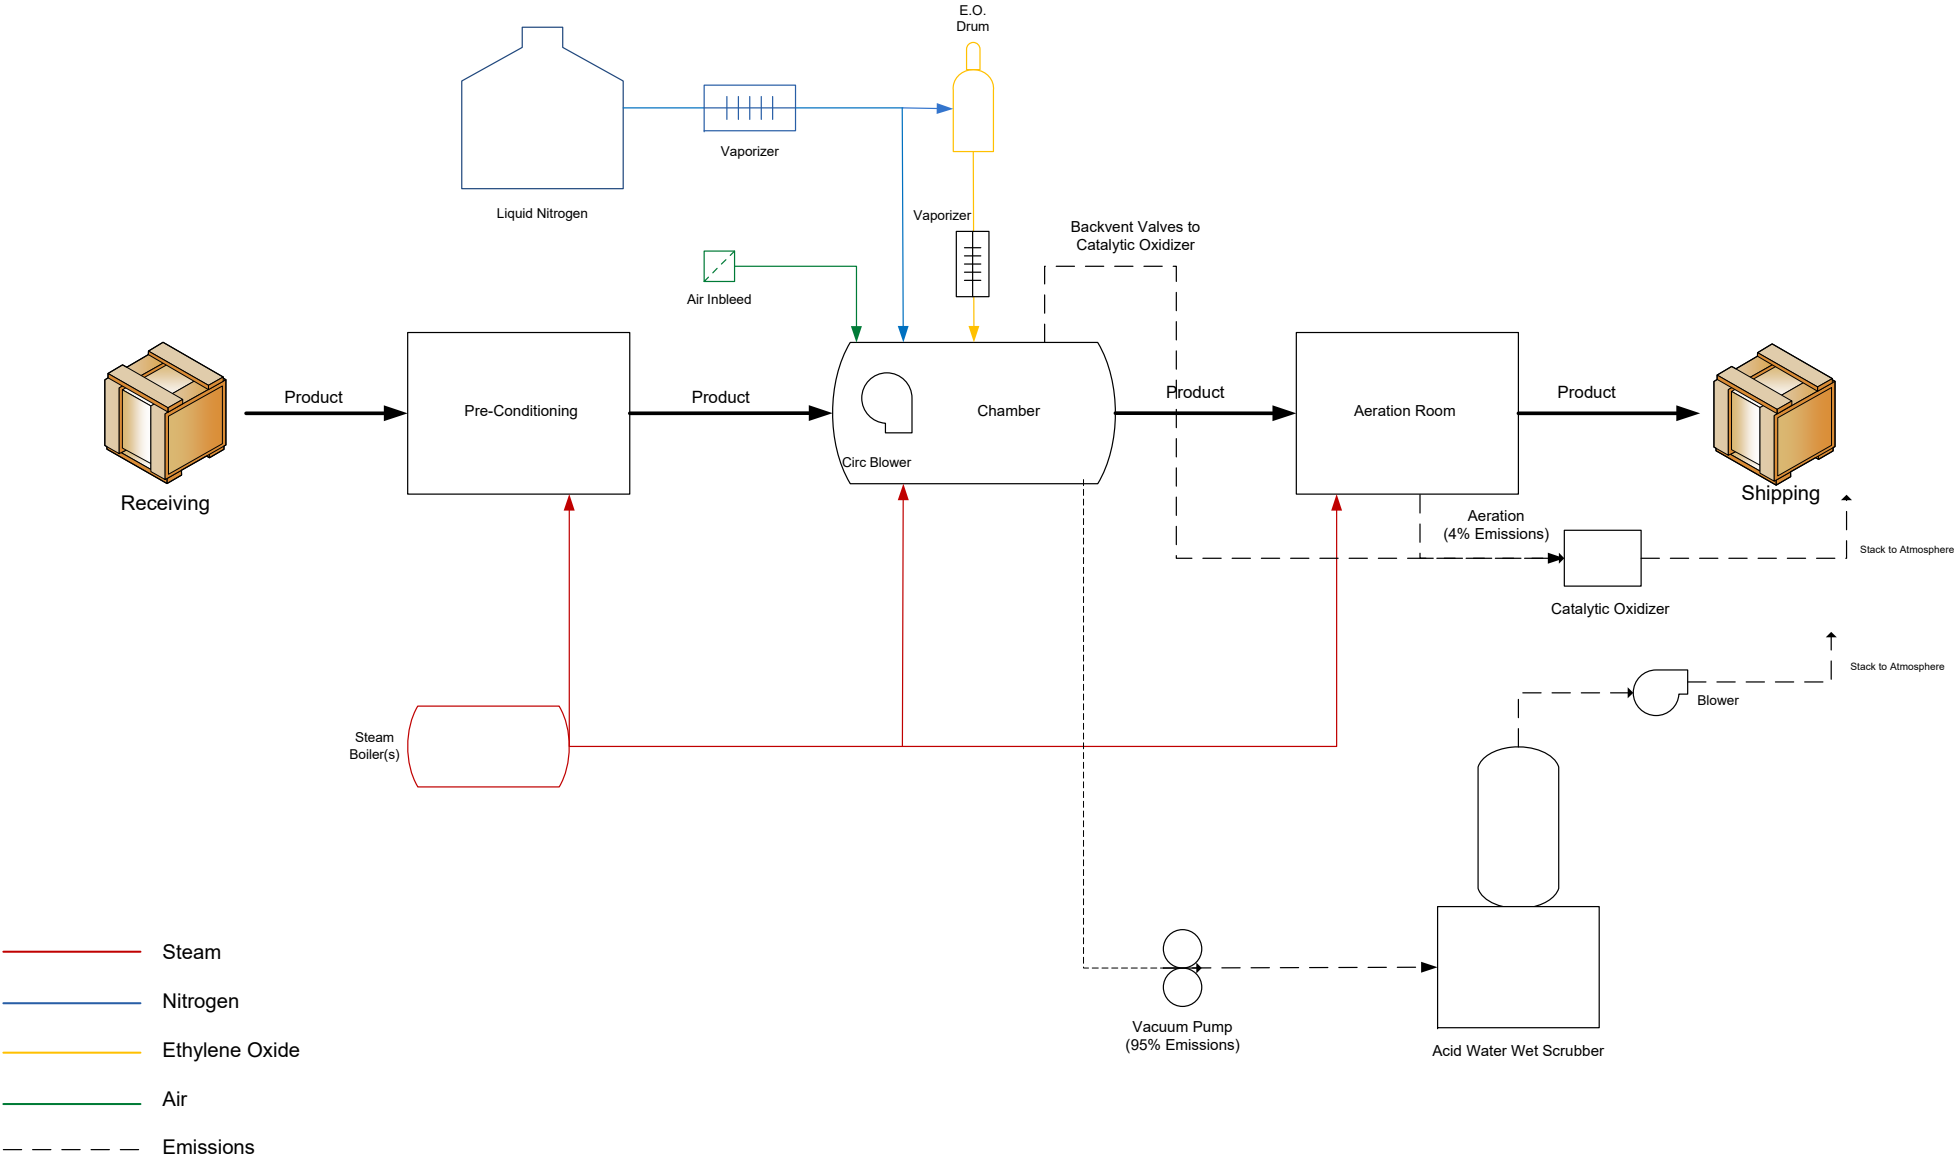 E.O.
Drum
Vaporizer
Liquid Nitrogen
Vaporizer
Backvent Valves to
Catalytic Oxidizer
Air Inbleed
Product
Pre-Conditioning
Product
Chamber
Circ Blower
Product
Aeration Room
Product
Receiving
Shipping
Aeration
(4% Emissions)
Stack to Atmosphere
Catalytic Oxidizer
Stack to Atmosphere
Blower
Steam
Boiler(s)
Vacuum Pump
(95% Emissions)
Acid Water Wet Scrubber
Steam
Nitrogen
Ethylene Oxide
Air
Emissions